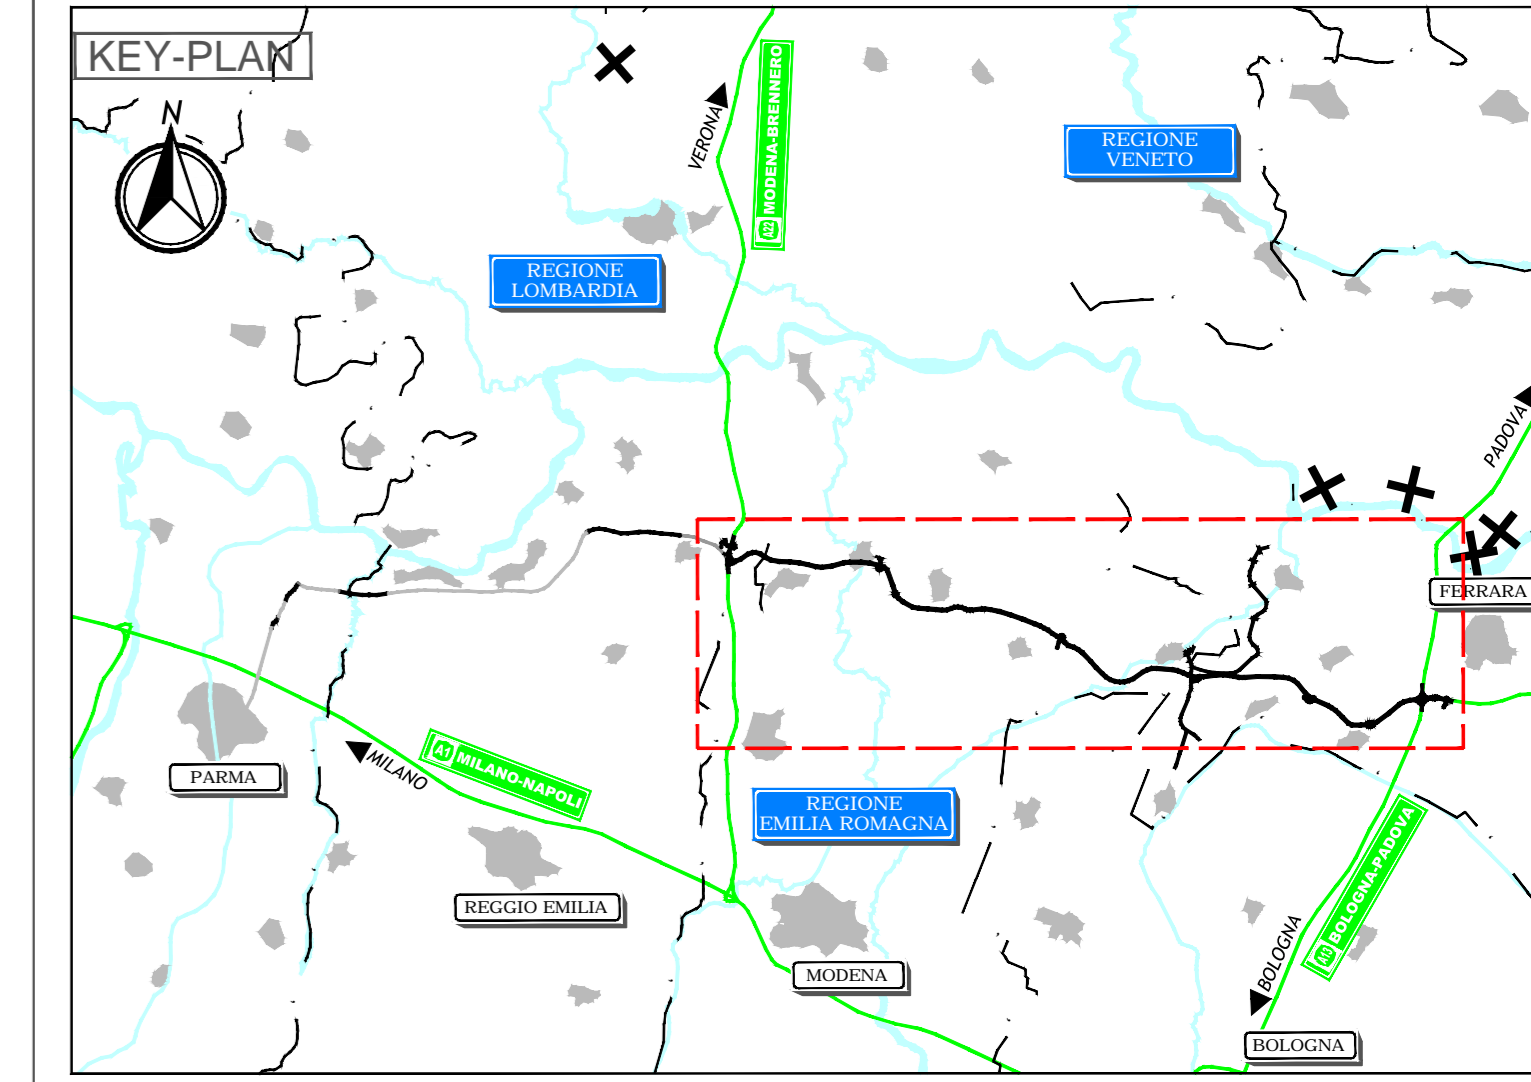 KEY-PLAN
N
VERONA
A22 MODENA-BRENNERO
REGIONE
VENETO
REGIONE
LOMBARDIA
PADOVA
FERRARA
PARMA
MILANO
A1 MILANO-NAPOLI
REGIONE
EMILIA ROMAGNA
REGGIO EMILIA
MODENA
A13 BOLOGNA-PADOVA
BOLOGNA
BOLOGNA